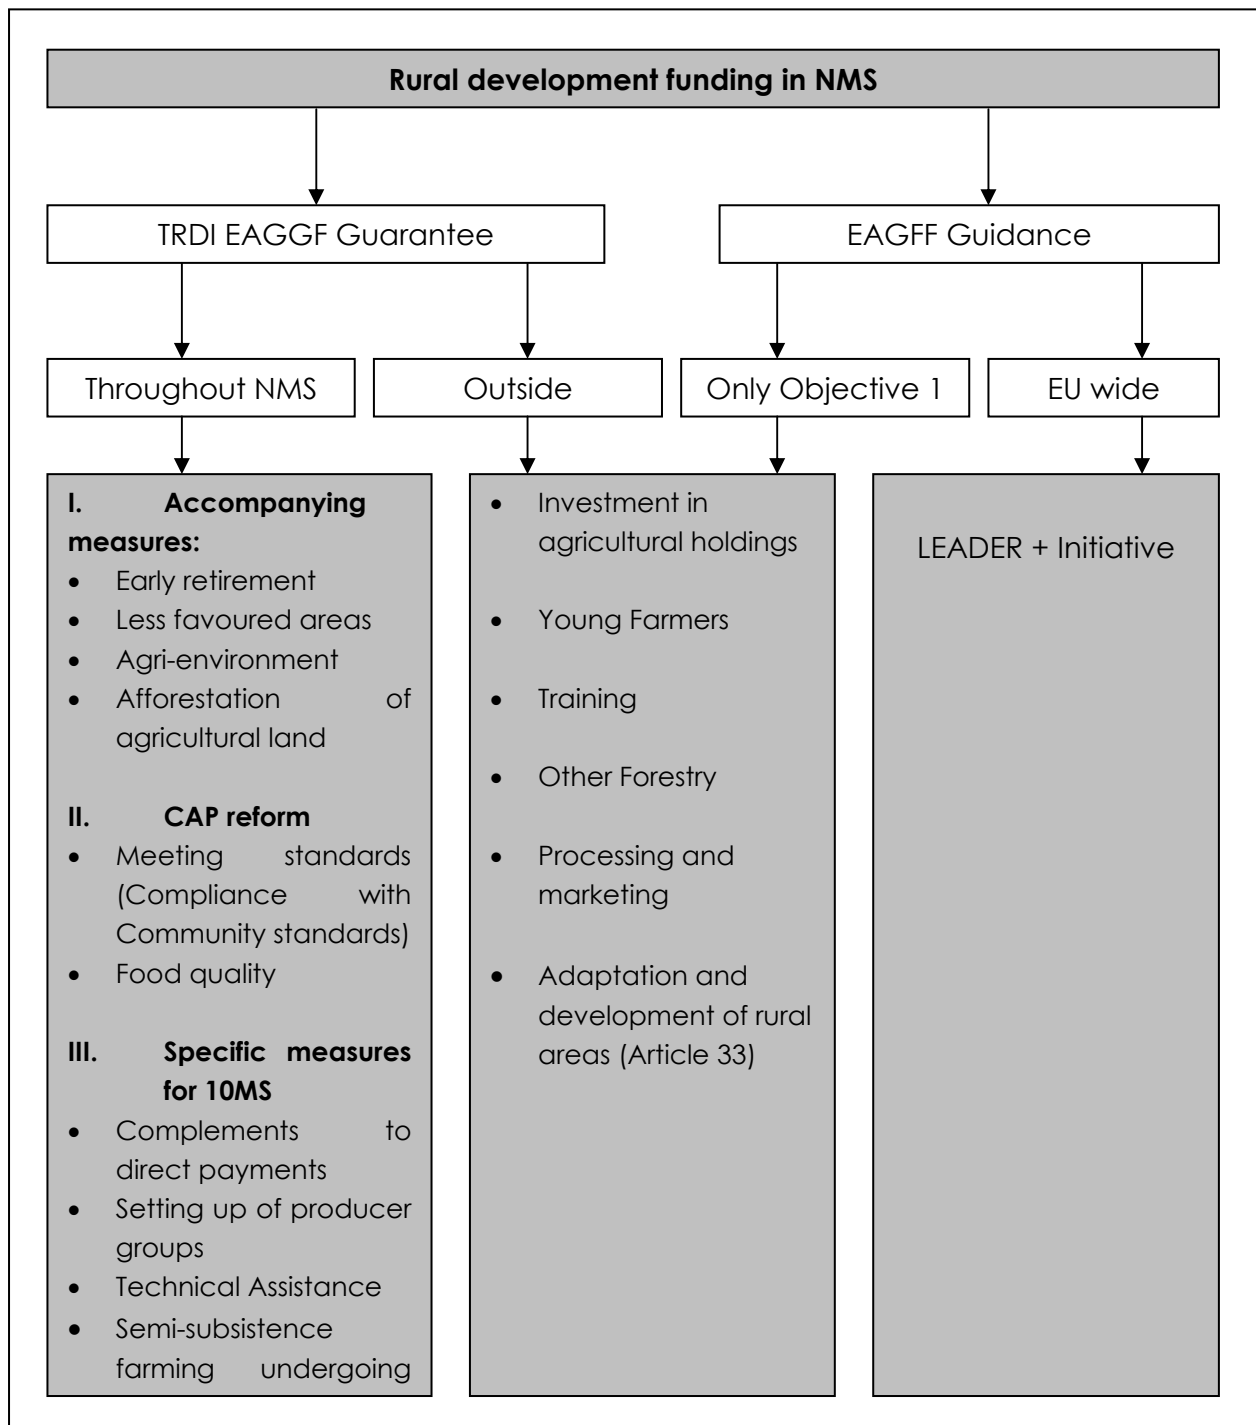 Rural development funding in NMS
TRDI EAGGF Guarantee
EAGFF Guidance
Throughout NMS
Outside
Only Objective 1
EU wide
I. Accompanying
measures:
• Early retirement
• Less favoured areas
• Agri-environment
• Afforestation of
agricultural land
II. CAP reform
• Meeting standards
(Compliance with
Community standards)
• Food quality
III. Specific measures
for 10MS
• Complements to
direct payments
• Setting up of producer
groups
• Technical Assistance
• Semi-subsistence
farming undergoing
• Investment in
agricultural holdings
• Young Farmers
• Training
• Other Forestry
• Processing and
marketing
• Adaptation and
development of rural
areas (Article 33)
LEADER + Initiative